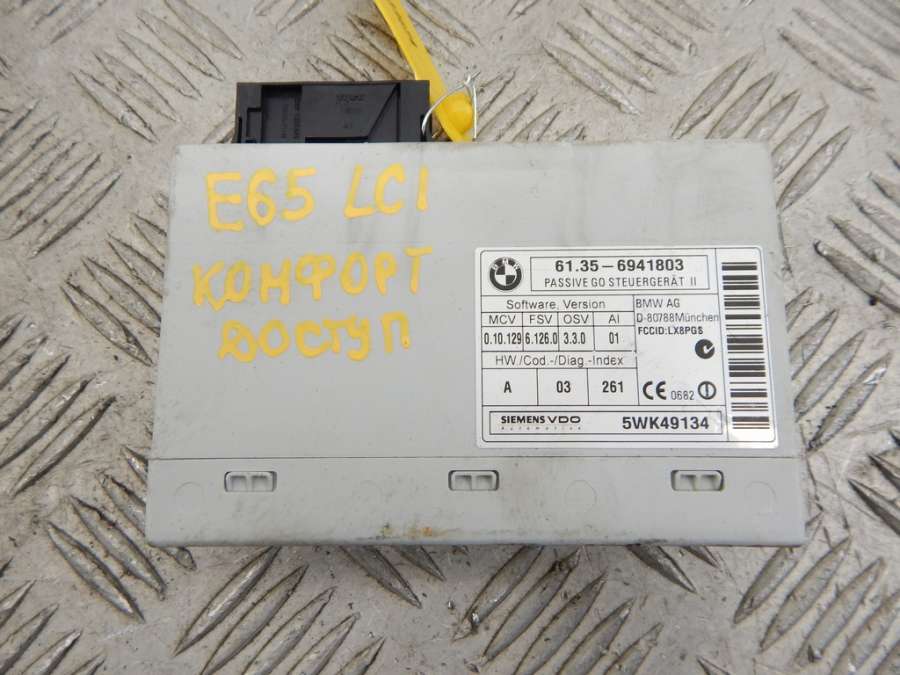 E65 LCI
КОМФОРТ
ДОСТУП
BMW
61.35-6941803
PASSIVE GO STEUERGERÄT II
Software, Version
MCV FSV OSV AI
0.10.129 6.126.0 3.3.0 01
HW./Cod.-/Diag.-Index
A 03 261
BMW AG
D-80788München
FCCID:LX8PGS
CE 0682
SIEMENS VDO
Automotive
5WK49134